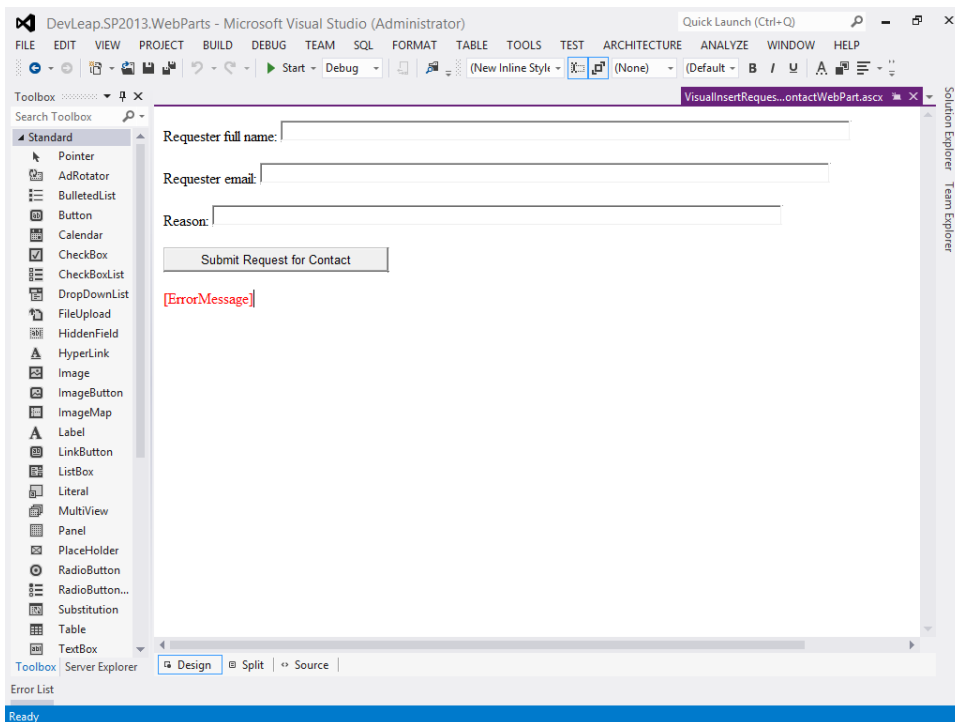 DevLeap.SP2013.WebParts - Microsoft Visual Studio (Administrator) Quick Launch (Ctrl+Q)
FILE EDIT VIEW PROJECT BUILD DEBUG TEAM SQL FORMAT TABLE TOOLS TEST ARCHITECTURE ANALYZE WINDOW HELP
Start Debug (New Inline Style (None) (Default B I U A
Toolbox
VisualInsertReques...ontactWebPart.ascx
Search Toolbox
Standard
Pointer
AdRotator
BulletedList
Button
Calendar
CheckBox
CheckBoxList
DropDownList
FileUpload
HiddenField
HyperLink
Image
ImageButton
ImageMap
Label
LinkButton
ListBox
Literal
MultiView
Panel
PlaceHolder
RadioButton
RadioButton...
Substitution
Table
TextBox
Toolbox Server Explorer
Requester full name:
Requester email:
Reason:
Submit Request for Contact
[ErrorMessage]
Design Split Source
Solution Explorer
Team Explorer
Error List
Ready